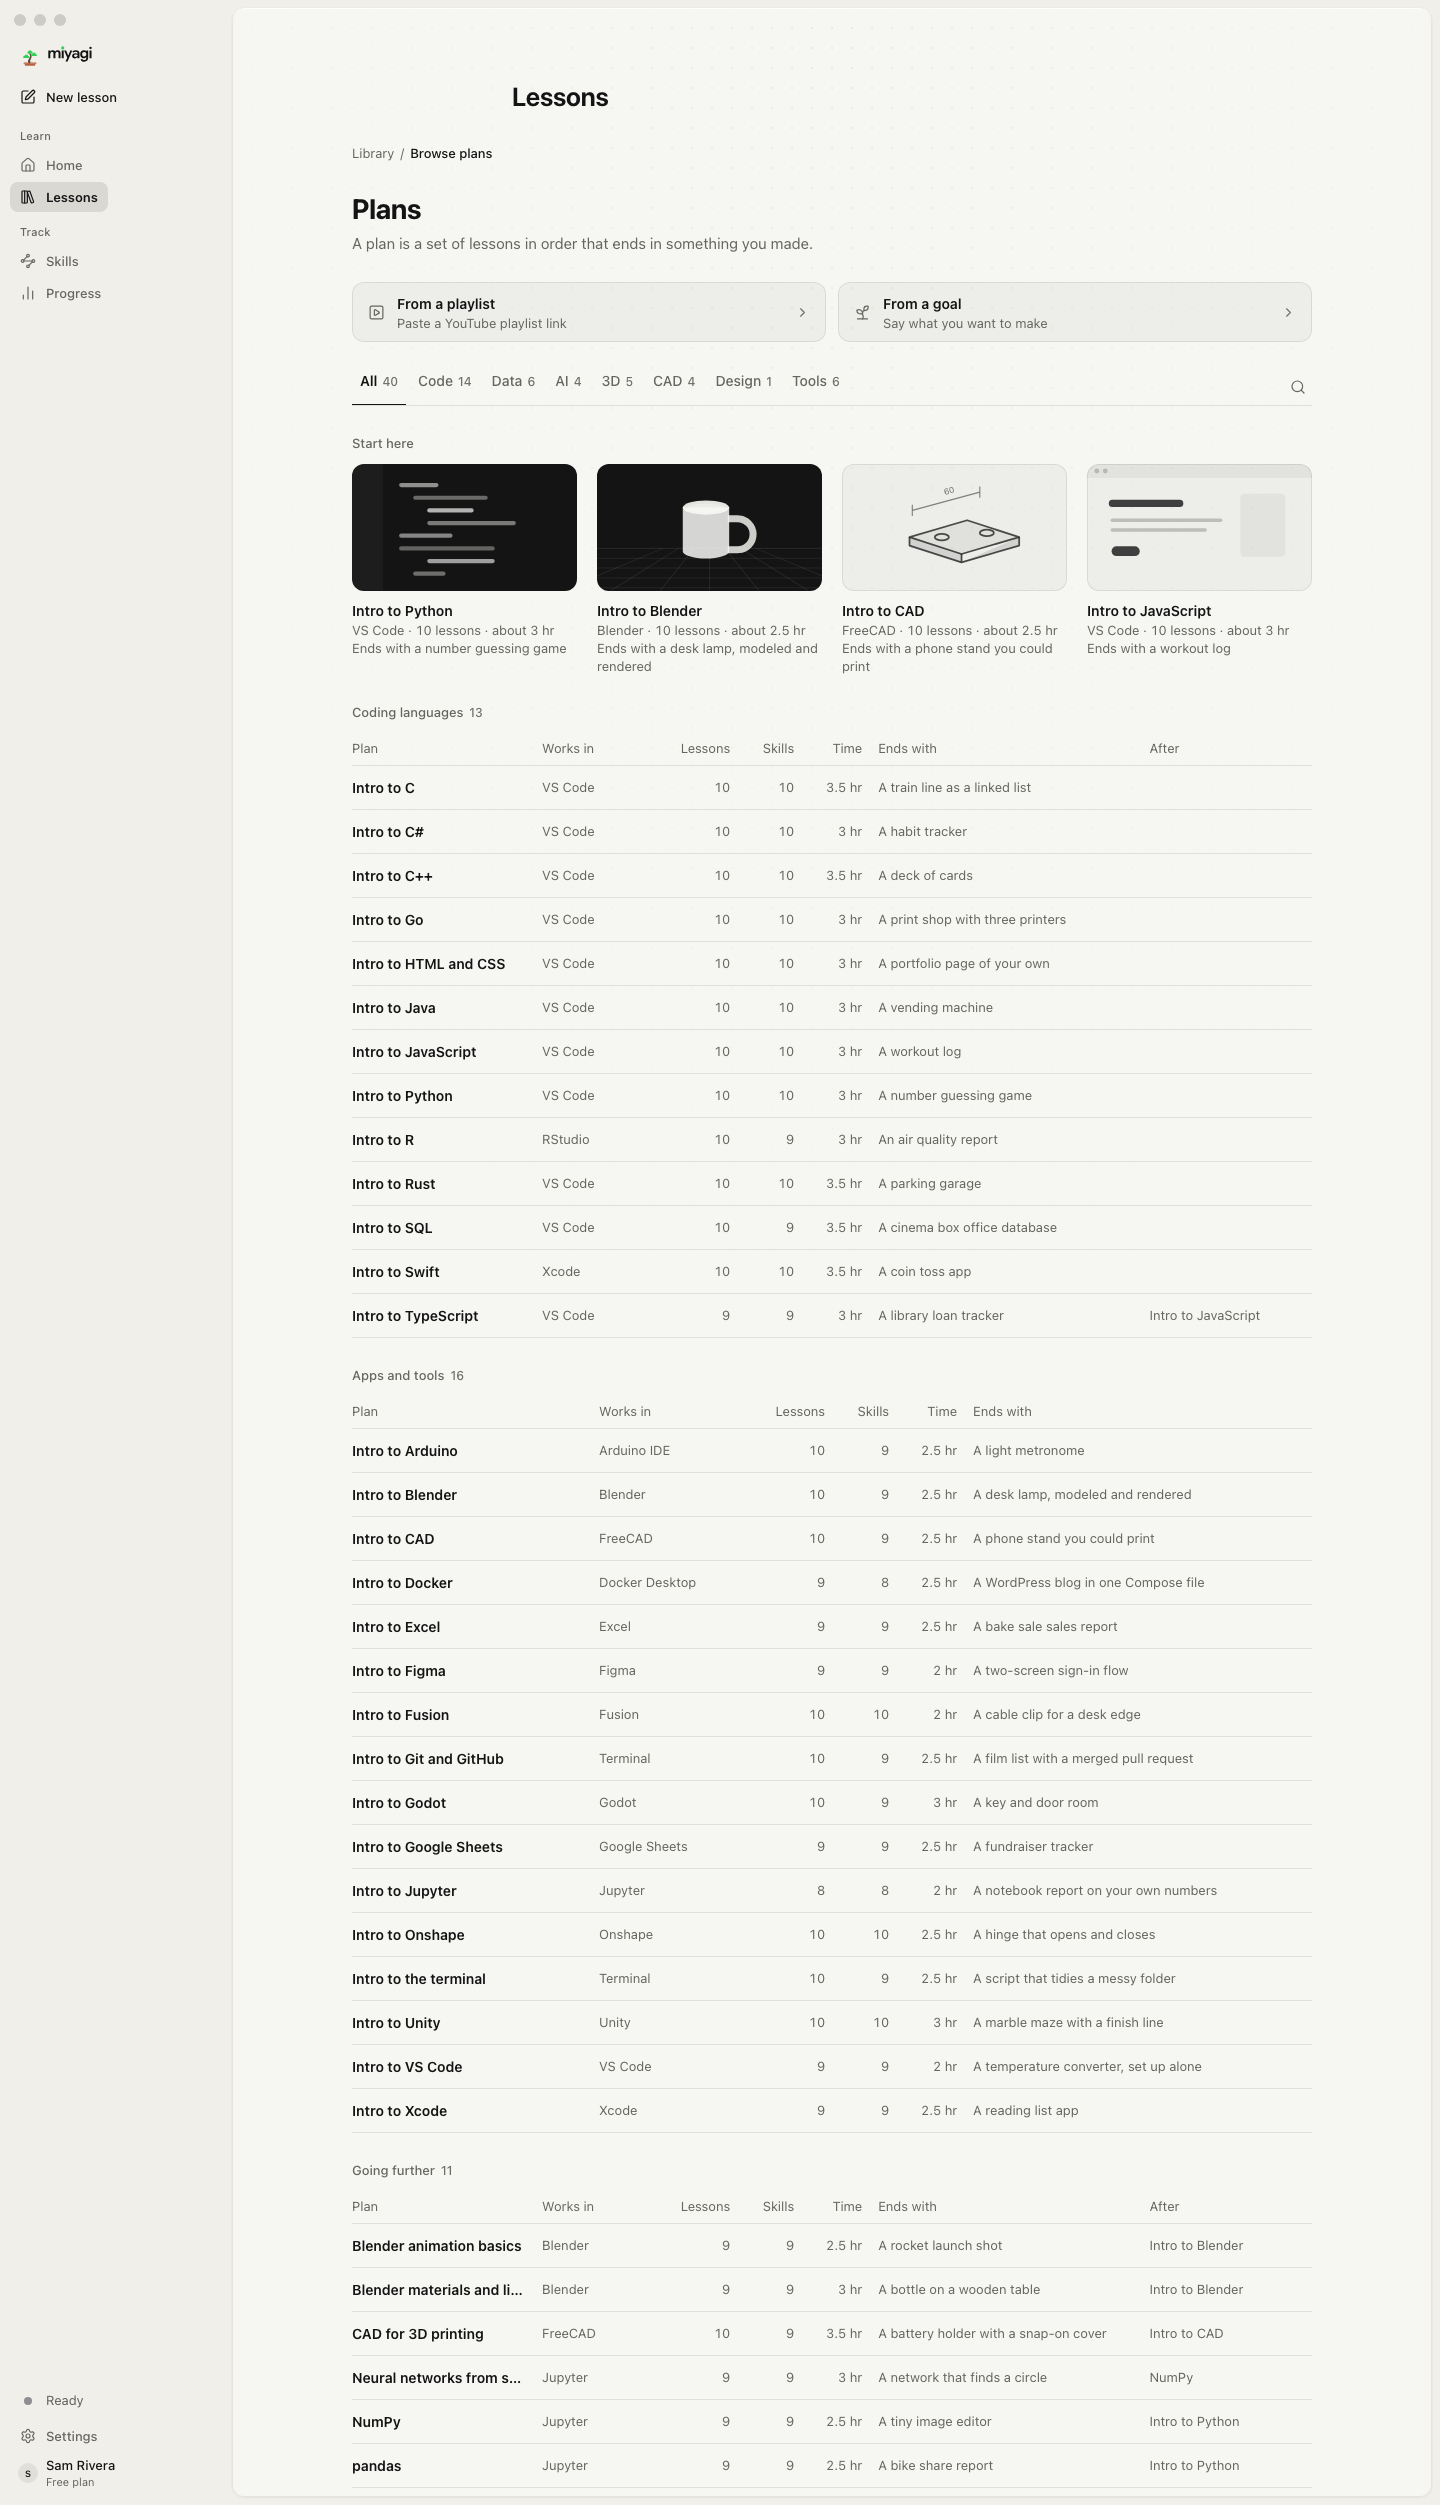 miyagi
New lesson
Learn
Home
Lessons
Track
Skills
Progress
Ready
Settings
S
Sam Rivera
Free plan
Lessons
Library / Browse plans
Plans
A plan is a set of lessons in order that ends in something you made.
From a playlist
Paste a YouTube playlist link
From a goal
Say what you want to make
All 40 Code 14 Data 6 AI 4 3D 5 CAD 4 Design 1 Tools 6
Start here
60
Intro to Python
VS Code · 10 lessons · about 3 hr
Ends with a number guessing game
Intro to Blender
Blender · 10 lessons · about 2.5 hr
Ends with a desk lamp, modeled and
rendered
Intro to CAD
FreeCAD · 10 lessons · about 2.5 hr
Ends with a phone stand you could
print
Intro to JavaScript
VS Code · 10 lessons · about 3 hr
Ends with a workout log
Coding languages 13
Plan Works in Lessons Skills Time Ends with After
Intro to C VS Code 10 10 3.5 hr A train line as a linked list
Intro to C# VS Code 10 10 3 hr A habit tracker
Intro to C++ VS Code 10 10 3.5 hr A deck of cards
Intro to Go VS Code 10 10 3 hr A print shop with three printers
Intro to HTML and CSS VS Code 10 10 3 hr A portfolio page of your own
Intro to Java VS Code 10 10 3 hr A vending machine
Intro to JavaScript VS Code 10 10 3 hr A workout log
Intro to Python VS Code 10 10 3 hr A number guessing game
Intro to R RStudio 10 9 3 hr An air quality report
Intro to Rust VS Code 10 10 3.5 hr A parking garage
Intro to SQL VS Code 10 9 3.5 hr A cinema box office database
Intro to Swift Xcode 10 10 3.5 hr A coin toss app
Intro to TypeScript VS Code 9 9 3 hr A library loan tracker Intro to JavaScript
Apps and tools 16
Plan Works in Lessons Skills Time Ends with
Intro to Arduino Arduino IDE 10 9 2.5 hr A light metronome
Intro to Blender Blender 10 9 2.5 hr A desk lamp, modeled and rendered
Intro to CAD FreeCAD 10 9 2.5 hr A phone stand you could print
Intro to Docker Docker Desktop 9 8 2.5 hr A WordPress blog in one Compose file
Intro to Excel Excel 9 9 2.5 hr A bake sale sales report
Intro to Figma Figma 9 9 2 hr A two-screen sign-in flow
Intro to Fusion Fusion 10 10 2 hr A cable clip for a desk edge
Intro to Git and GitHub Terminal 10 9 2.5 hr A film list with a merged pull request
Intro to Godot Godot 10 9 3 hr A key and door room
Intro to Google Sheets Google Sheets 9 9 2.5 hr A fundraiser tracker
Intro to Jupyter Jupyter 8 8 2 hr A notebook report on your own numbers
Intro to Onshape Onshape 10 10 2.5 hr A hinge that opens and closes
Intro to the terminal Terminal 10 9 2.5 hr A script that tidies a messy folder
Intro to Unity Unity 10 10 3 hr A marble maze with a finish line
Intro to VS Code VS Code 9 9 2 hr A temperature converter, set up alone
Intro to Xcode Xcode 9 9 2.5 hr A reading list app
Going further 11
Plan Works in Lessons Skills Time Ends with After
Blender animation basics Blender 9 9 2.5 hr A rocket launch shot Intro to Blender
Blender materials and li... Blender 9 9 3 hr A bottle on a wooden table Intro to Blender
CAD for 3D printing FreeCAD 10 9 3.5 hr A battery holder with a snap-on cover Intro to CAD
Neural networks from s... Jupyter 9 9 3 hr A network that finds a circle NumPy
NumPy Jupyter 9 9 2.5 hr A tiny image editor Intro to Python
pandas Jupyter 9 9 2.5 hr A bike share report Intro to Python